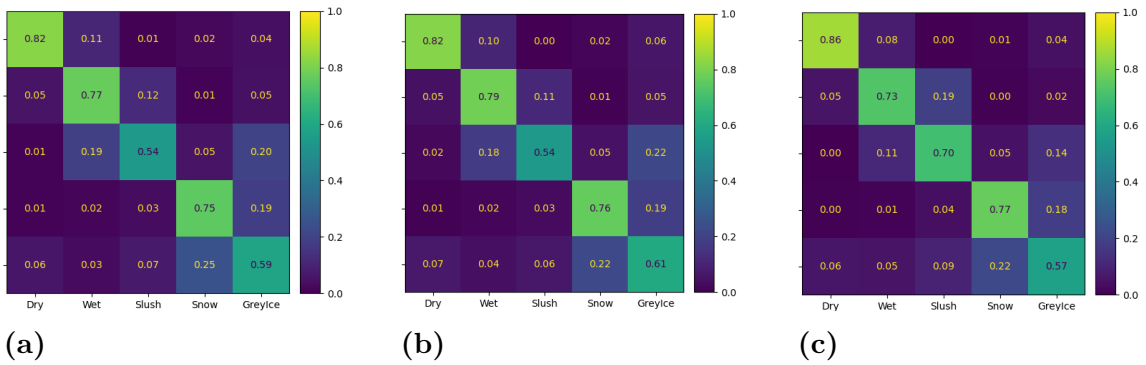 0.82 0.11 0.01 0.02 0.04 1.0
0.05 0.77 0.12 0.01 0.05 0.8
0.01 0.19 0.54 0.05 0.20 0.6
0.01 0.02 0.03 0.75 0.19 0.4
0.06 0.03 0.07 0.25 0.59 0.2
0.0
Dry Wet Slush Snow GreyIce
(a)
0.82 0.10 0.00 0.02 0.06 1.0
0.05 0.79 0.11 0.01 0.05 0.8
0.02 0.18 0.54 0.05 0.22 0.6
0.01 0.02 0.03 0.76 0.19 0.4
0.07 0.04 0.06 0.22 0.61 0.2
0.0
Dry Wet Slush Snow GreyIce
(b)
0.86 0.08 0.00 0.01 0.04 1.0
0.05 0.73 0.19 0.00 0.02 0.8
0.00 0.11 0.70 0.05 0.14 0.6
0.00 0.01 0.04 0.77 0.18 0.4
0.06 0.05 0.09 0.22 0.57 0.2
0.0
Dry Wet Slush Snow GreyIce
(c)